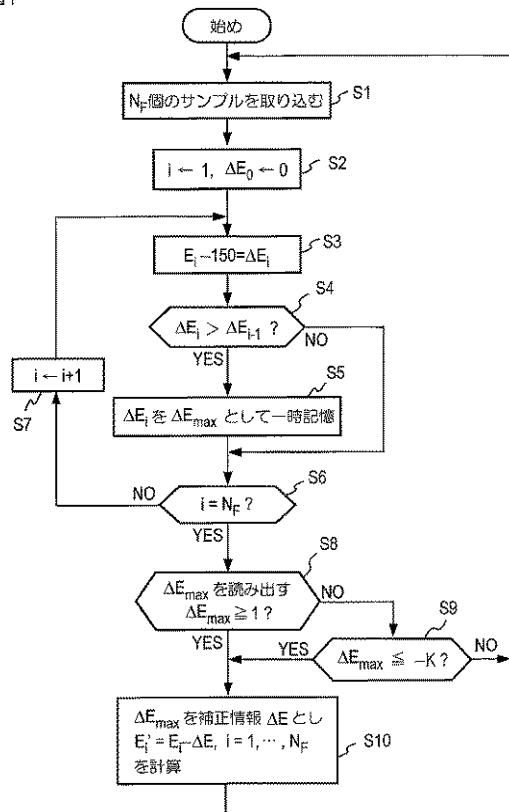 始め
N_F個のサンプルを取り込む
S1
i ← 1, ΔE_0 ← 0
S2
E_i −150=ΔE_i
S3
ΔE_i > ΔE_{i-1} ?
S4
NO
YES
i ← i+1
S7
ΔE_i を ΔE_max として一時記憶
S5
i = N_F ?
S6
NO
YES
ΔE_max を読み出す
ΔE_max ≧ 1 ?
S8
NO
YES
ΔE_max ≦ −K ?
S9
YES
NO
ΔE_max を補正情報 ΔE とし
E_i' = E_i−ΔE, i = 1, ⋯ , N_F
を計算
S10